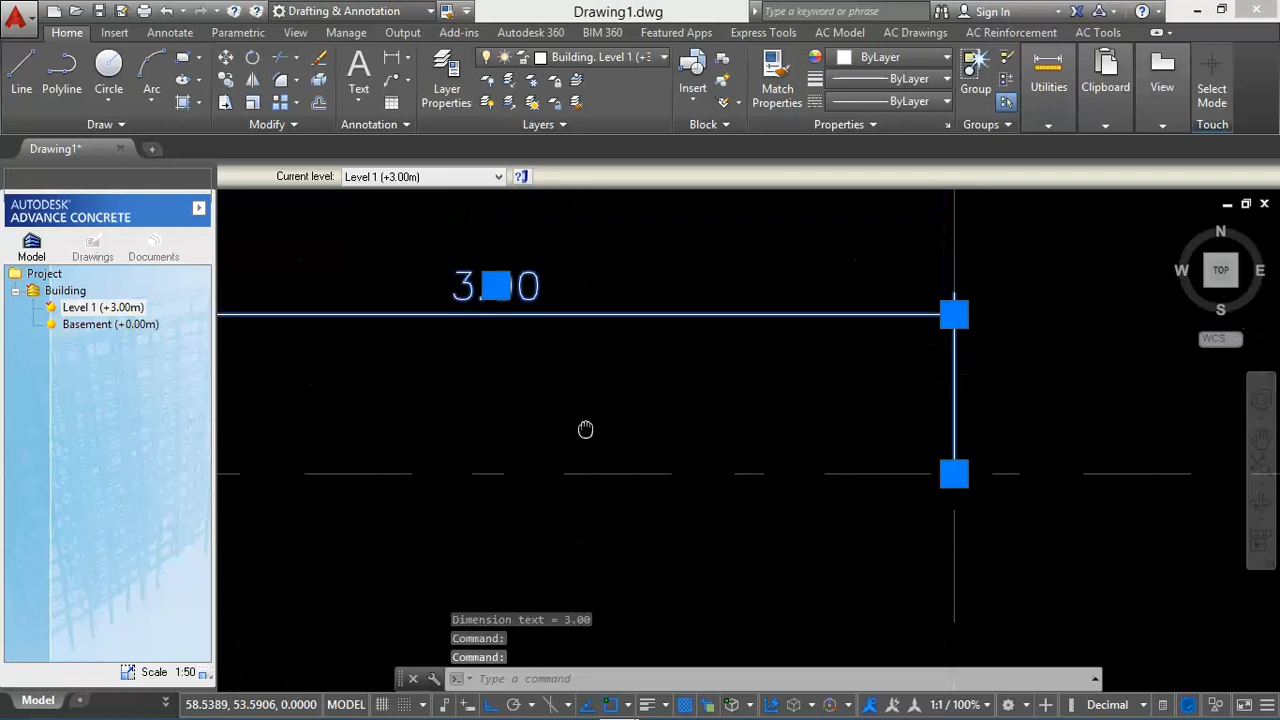 Drafting & Annotation
Drawing1.dwg
Type a keyword or phrase
Sign In
Home
Insert
Annotate
Parametric
View
Manage
Output
Add-ins
Autodesk 360
BIM 360
Featured Apps
Express Tools
AC Model
AC Drawings
AC Reinforcement
AC Tools
Line
Polyline
Circle
Arc
Text
Layer
Properties
Building. Level 1 (+3
Insert
Match
Properties
ByLayer
ByLayer
ByLayer
Group
Utilities
Clipboard
View
Select
Mode
Draw
Modify
Annotation
Layers
Block
Properties
Groups
Touch
Drawing1*
Current level:
Level 1 (+3.00m)
AUTODESK®
ADVANCE CONCRETE
Model
Drawings
Documents
Project
Building
Level 1 (+3.00m)
Basement (+0.00m)
N
W
TOP
E
S
WCS
Dimension text = 3.00
Command:
Command:
Type a command
Scale 1:50
Model
58.5389, 53.5906, 0.0000
MODEL
1:1 / 100%
Decimal